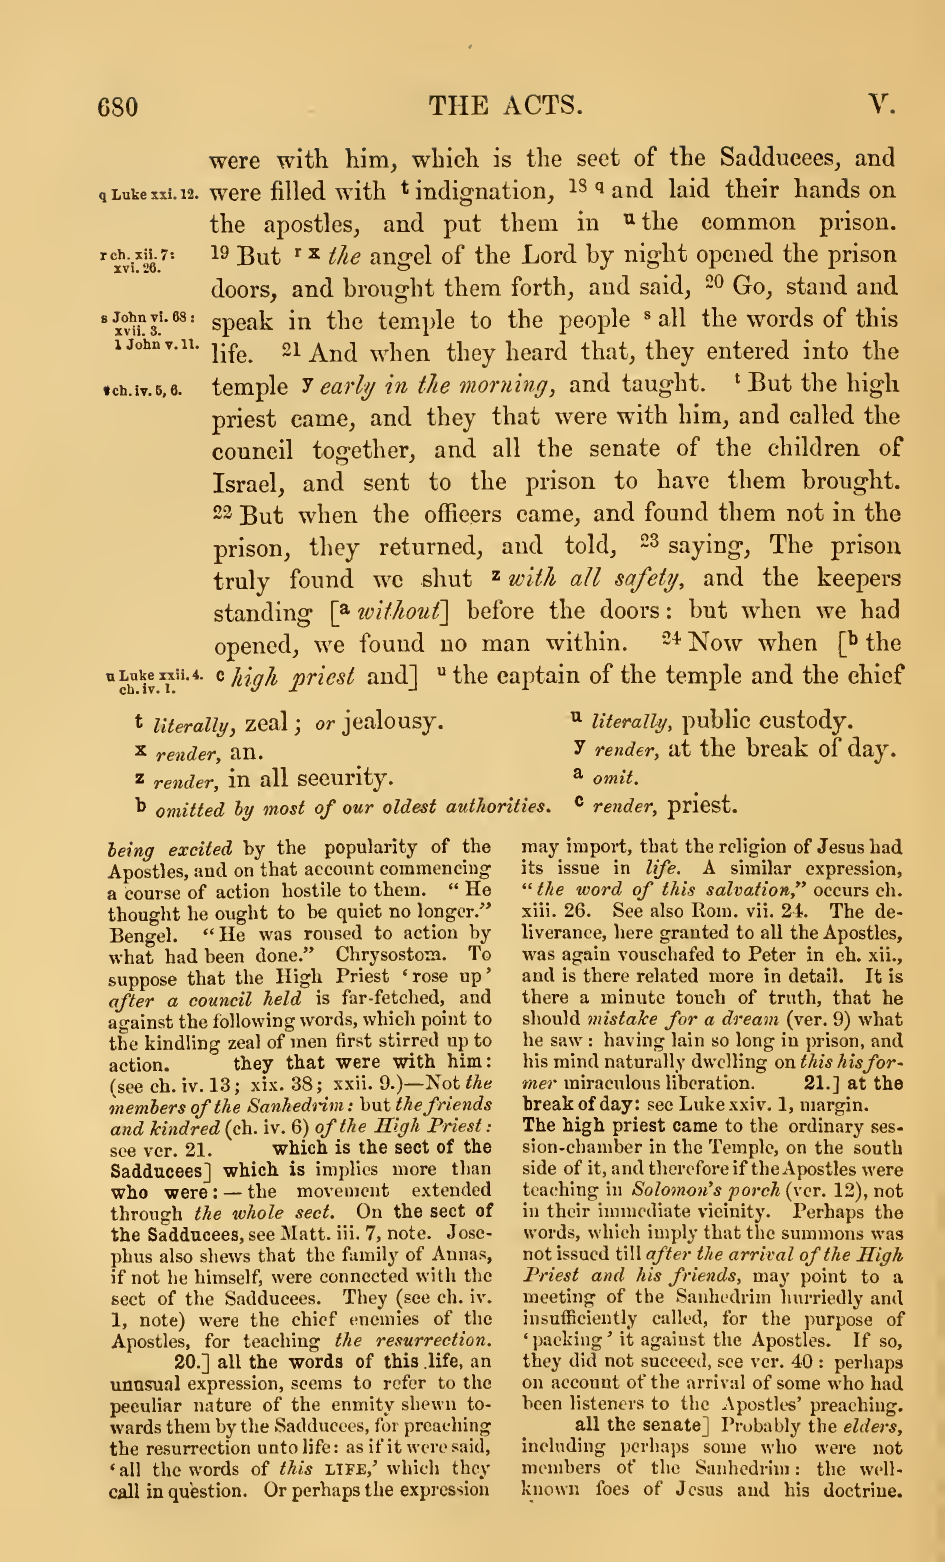 680 THE ACTS. V.
were with him, which is the sect of the Sadducees, and
q Luke xxi. 12. were filled with t indignation, 18 q and laid their hands on
the apostles, and put them in u the common prison.
r ch. xii. 7: 19 But r x the angel of the Lord by night opened the prison
xvi. 26.
doors, and brought them forth, and said, 20 Go, stand and
s John vi. 68: speak in the temple to the people s all the words of this
xvii. 3.
1 John v. 11. life. 21 And when they heard that, they entered into the
t ch. iv. 5, 6. temple y early in the morning, and taught. t But the high
priest came, and they that were with him, and called the
council together, and all the senate of the children of
Israel, and sent to the prison to have them brought.
22 But when the officers came, and found them not in the
prison, they returned, and told, 23 saying, The prison
truly found we shut z with all safety, and the keepers
standing [a without] before the doors: but when we had
opened, we found no man within. 24 Now when [b the
u Luke xxii. 4. c high priest and] u the captain of the temple and the chief
ch. iv. 1.
t literally, zeal; or jealousy. u literally, public custody.
x render, an. y render, at the break of day.
z render, in all security. a omit.
b omitted by most of our oldest authorities. c render, priest.
being excited by the popularity of the
Apostles, and on that account commencing
a course of action hostile to them. “He
thought he ought to be quiet no longer.”
Bengel. “He was roused to action by
what had been done.” Chrysostom. To
suppose that the High Priest ‘rose up’
after a council held is far-fetched, and
against the following words, which point to
the kindling zeal of men first stirred up to
action. they that were with him:
(see ch. iv. 13; xix. 38; xxii. 9.)—Not the
members of the Sanhedrim: but the friends
and kindred (ch. iv. 6) of the High Priest:
see ver. 21. which is the sect of the
Sadducees] which is implies more than
who were:—the movement extended
through the whole sect. On the sect of
the Sadducees, see Matt. iii. 7, note. Jose-
phus also shews that the family of Annas,
if not he himself, were connected with the
sect of the Sadducees. They (see ch. iv.
1, note) were the chief enemies of the
Apostles, for teaching the resurrection.
20.] all the words of this life, an
unusual expression, seems to refer to the
peculiar nature of the enmity shewn to-
wards them by the Sadducees, for preaching
the resurrection unto life: as if it were said,
‘all the words of this LIFE,’ which they
call in question. Or perhaps the expression
may import, that the religion of Jesus had
its issue in life. A similar expression,
“the word of this salvation,” occurs ch.
xiii. 26. See also Rom. vii. 24. The de-
liverance, here granted to all the Apostles,
was again vouschafed to Peter in ch. xii.,
and is there related more in detail. It is
there a minute touch of truth, that he
should mistake for a dream (ver. 9) what
he saw: having lain so long in prison, and
his mind naturally dwelling on this his for-
mer miraculous liberation. 21.] at the
break of day: see Luke xxiv. 1, margin.
The high priest came to the ordinary ses-
sion-chamber in the Temple, on the south
side of it, and therefore if the Apostles were
teaching in Solomon's porch (ver. 12), not
in their immediate vicinity. Perhaps the
words, which imply that the summons was
not issued till after the arrival of the High
Priest and his friends, may point to a
meeting of the Sanhedrim hurriedly and
insufficiently called, for the purpose of
‘packing’ it against the Apostles. If so,
they did not succeed, see ver. 40: perhaps
on account of the arrival of some who had
been listeners to the Apostles' preaching.
all the senate] Probably the elders,
including perhaps some who were not
members of the Sanhedrim: the well-
known foes of Jesus and his doctrine.